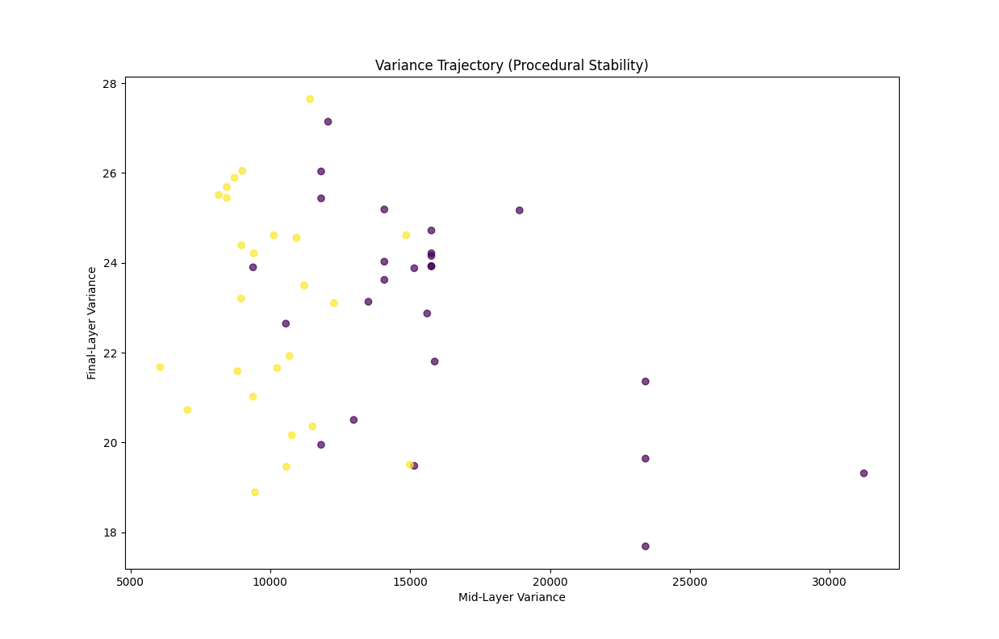 Variance Trajectory (Procedural Stability)
28
26
24
22
20
18
Final-Layer Variance
5000 10000 15000 20000 25000 30000
Mid-Layer Variance